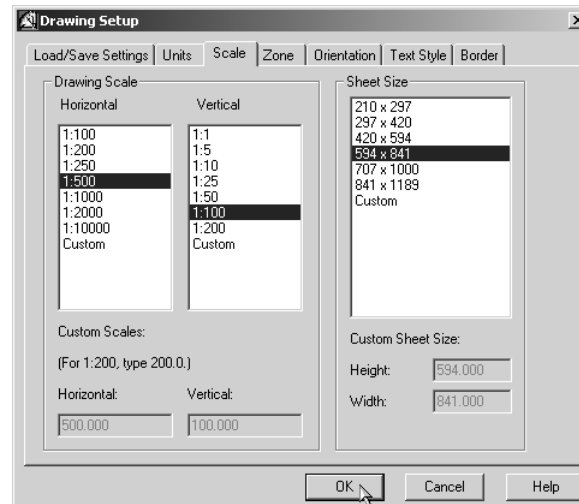 Drawing Setup
Load/Save Settings Units Scale Zone Orientation Text Style Border
Drawing Scale
Horizontal
1:100
1:200
1:250
1:500
1:1000
1:2000
1:10000
Custom
Vertical
1:1
1:5
1:10
1:25
1:50
1:100
1:200
Custom
Custom Scales:
(For 1:200, type 200.0.)
Horizontal: Vertical:
500.000 100.000
Sheet Size
210 x 297
297 x 420
420 x 594
594 x 841
707 x 1000
841 x 1189
Custom
Custom Sheet Size:
Height: 594.000
Width: 841.000
OK Cancel Help